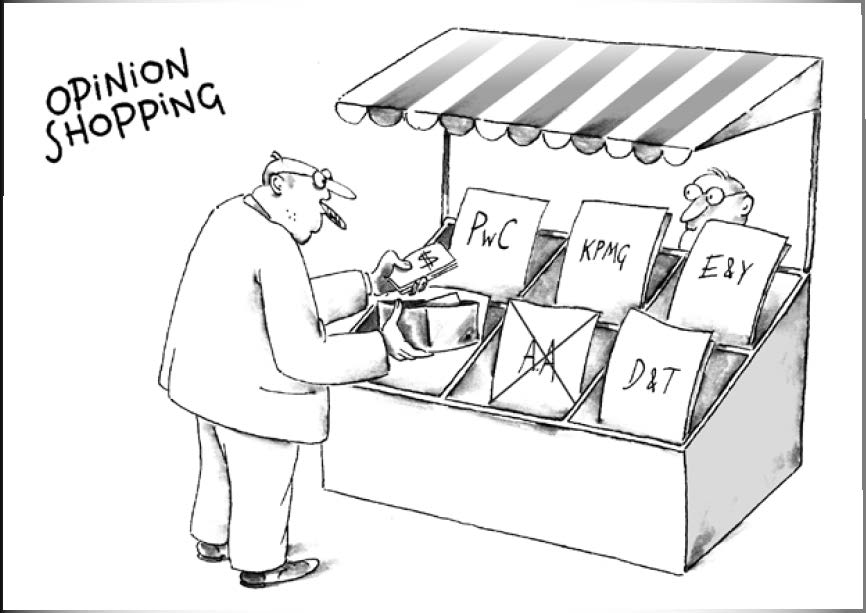 OPiNiON
SHOPPiNG
PwC
KPMG
E&Y
$
AA
D&T